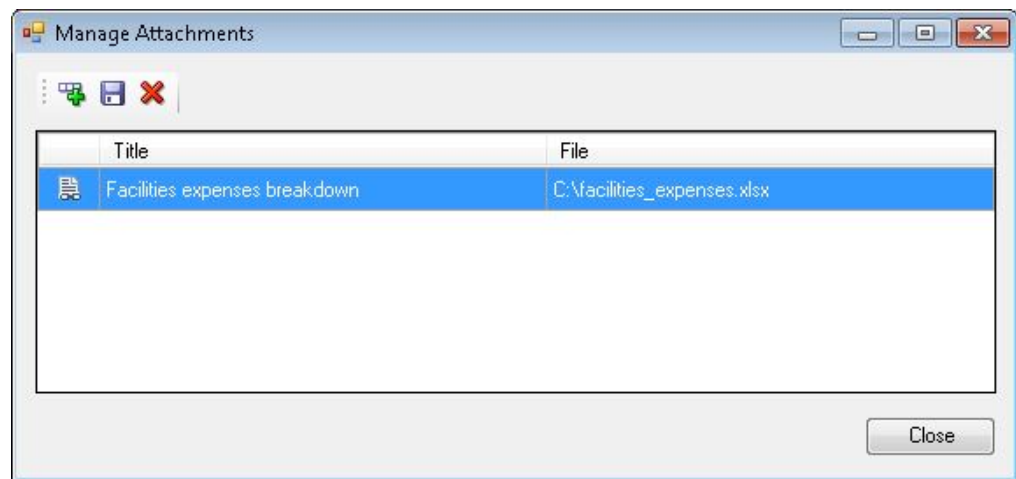 Manage Attachments
Title File
Facilities expenses breakdown C:\facilities_expenses.xlsx
Close